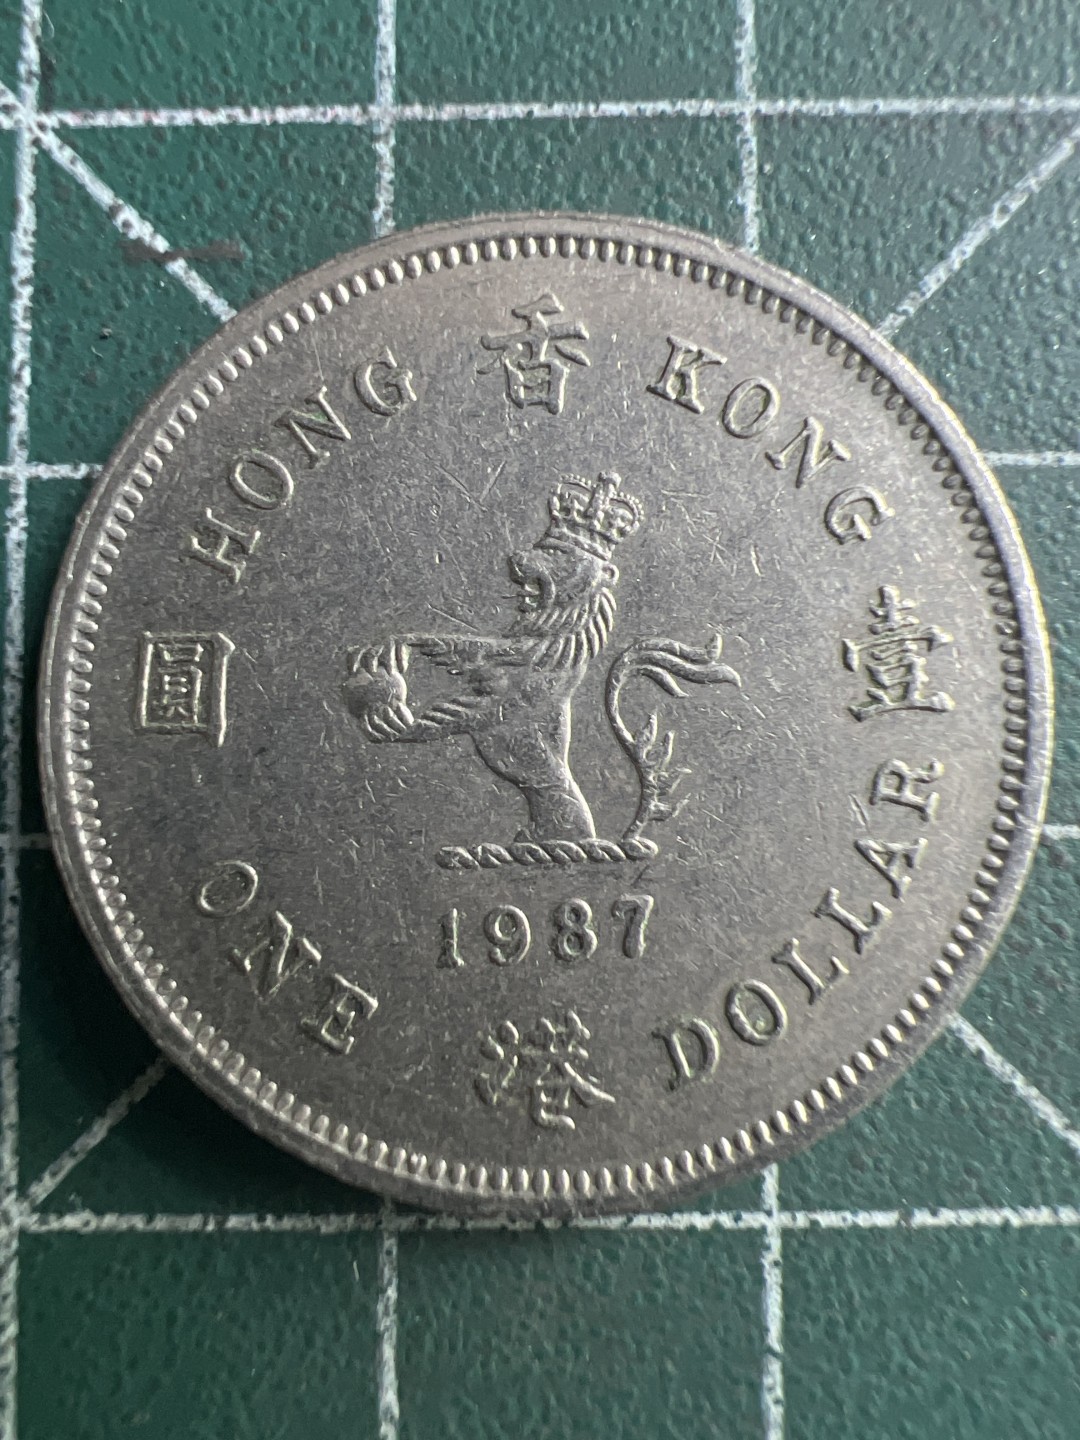 HONG KONG
ONE DOLLAR
香
港
壹
圓
1987